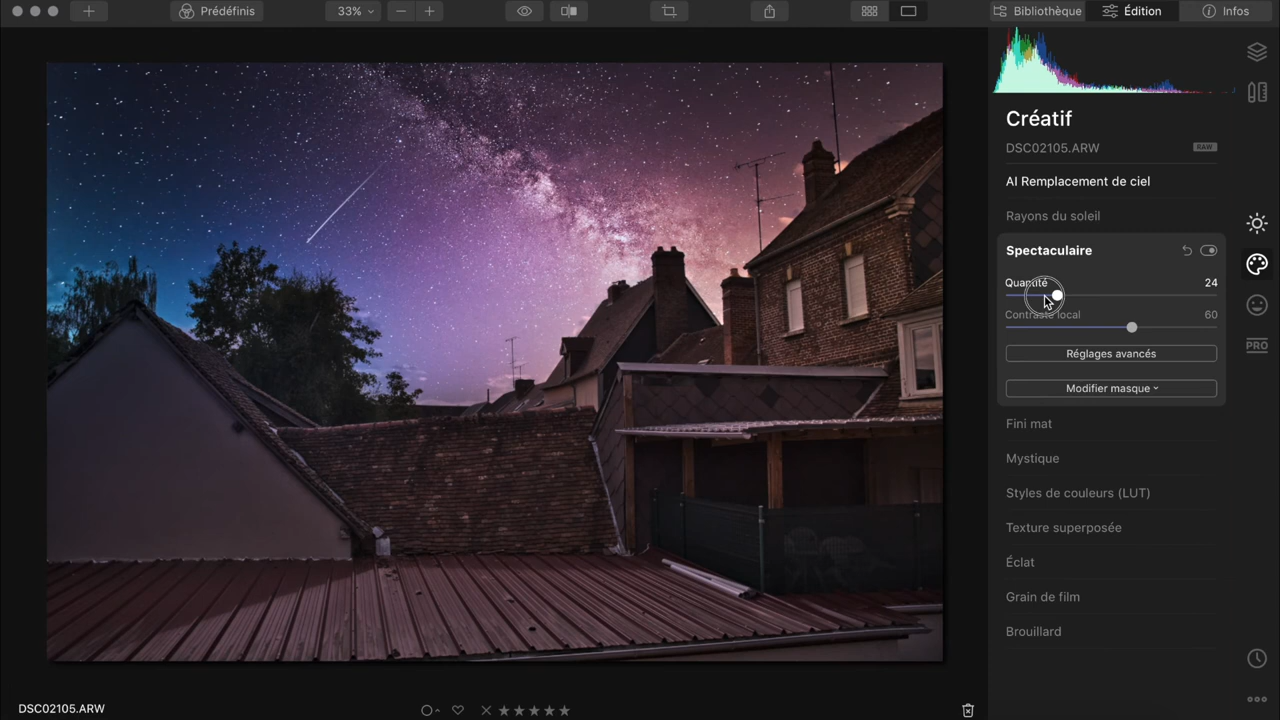 Prédéfinis
33%
Bibliothèque
Édition
Infos
Créatif
DSC02105.ARW
RAW
AI Remplacement de ciel
Rayons du soleil
Spectaculaire
Quantité
24
Contraste local
60
Réglages avancés
Modifier masque
Fini mat
Mystique
Styles de couleurs (LUT)
Texture superposée
Éclat
Grain de film
Brouillard
PRO
DSC02105.ARW